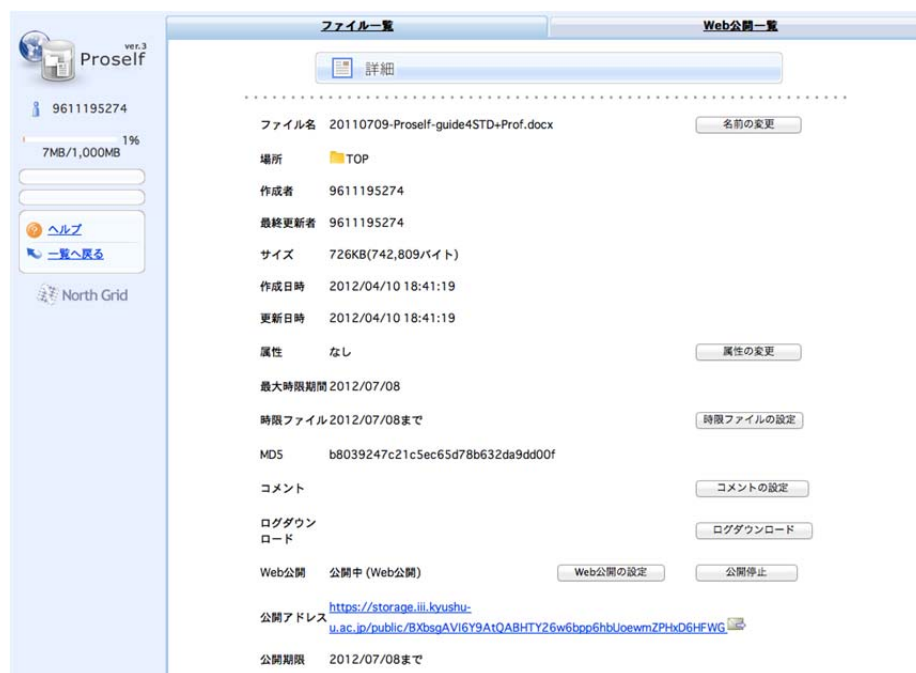 ファイル一覧
Web公開一覧
ver.3
Proself
9611195274
1%
7MB/1,000MB
ヘルプ
一覧へ戻る
North Grid
詳細
ファイル名 20110709-Proself-guide4STD+Prof.docx 名前の変更
場所 TOP
作成者 9611195274
最終更新者 9611195274
サイズ 726KB(742,809バイト)
作成日時 2012/04/10 18:41:19
更新日時 2012/04/10 18:41:19
属性 なし 属性の変更
最大時限期間 2012/07/08
時限ファイル 2012/07/08まで 時限ファイルの設定
MD5 b8039247c21c5ec65d78b632da9dd00f
コメント コメントの設定
ログダウン
ロード ログダウンロード
Web公開 公開中 (Web公開) Web公開の設定 公開停止
公開アドレス https://storage.iii.kyushu-
u.ac.jp/public/BXbsgAVI6Y9AtQABHTY26w6bpp6hbUoewmZPHxD6HFWG
公開期限 2012/07/08まで